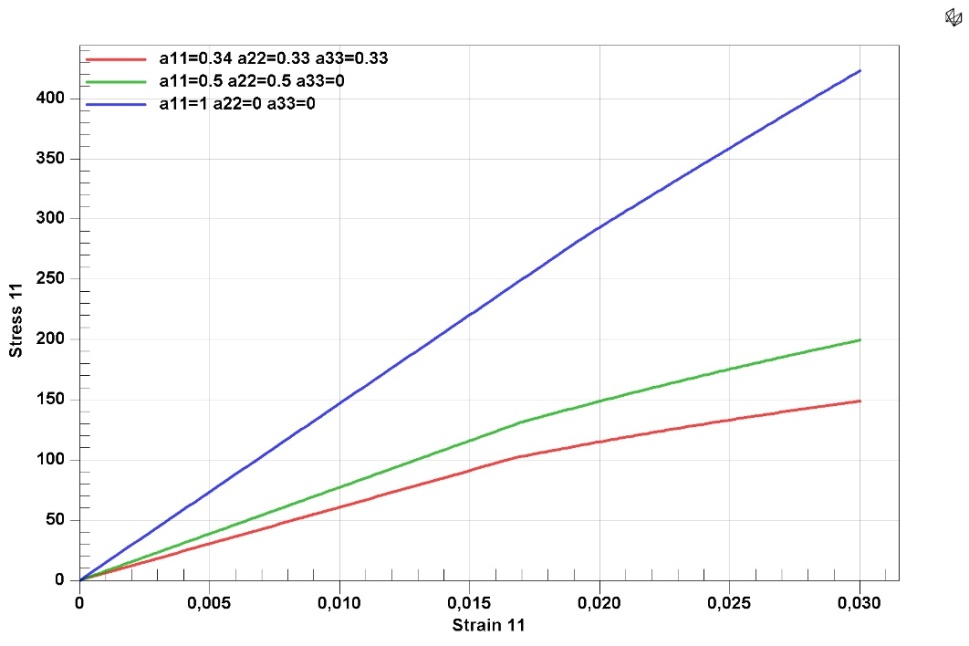 a11=0.34 a22=0.33 a33=0.33
a11=0.5 a22=0.5 a33=0
a11=1 a22=0 a33=0
400
350
300
250
200
150
100
50
0
Stress 11
0 0,005 0,010 0,015 0,020 0,025 0,030
Strain 11